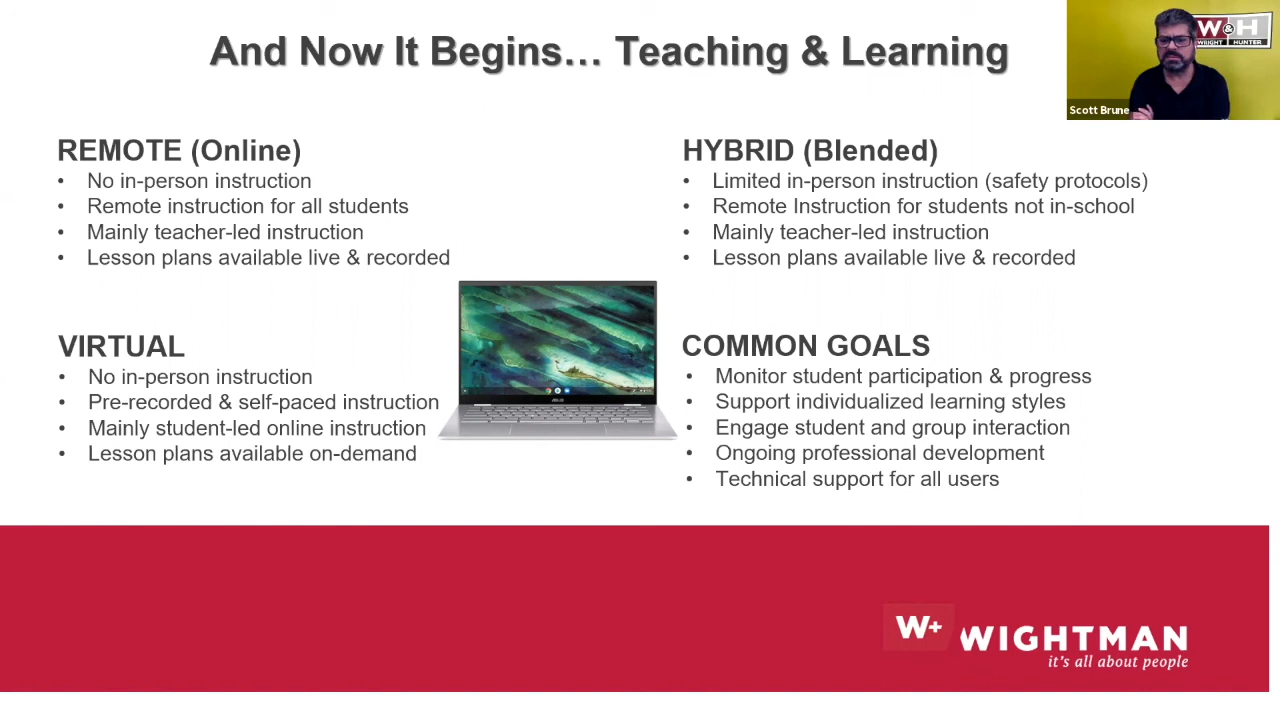 And Now It Begins… Teaching & Learning
W&H
WRIGHT HUNTER
Scott Brune
REMOTE (Online)
• No in-person instruction
• Remote instruction for all students
• Mainly teacher-led instruction
• Lesson plans available live & recorded
HYBRID (Blended)
• Limited in-person instruction (safety protocols)
• Remote Instruction for students not in-school
• Mainly teacher-led instruction
• Lesson plans available live & recorded
VIRTUAL
• No in-person instruction
• Pre-recorded & self-paced instruction
• Mainly student-led online instruction
• Lesson plans available on-demand
ASUS
COMMON GOALS
• Monitor student participation & progress
• Support individualized learning styles
• Engage student and group interaction
• Ongoing professional development
• Technical support for all users
W+ WIGHTMAN
it's all about people